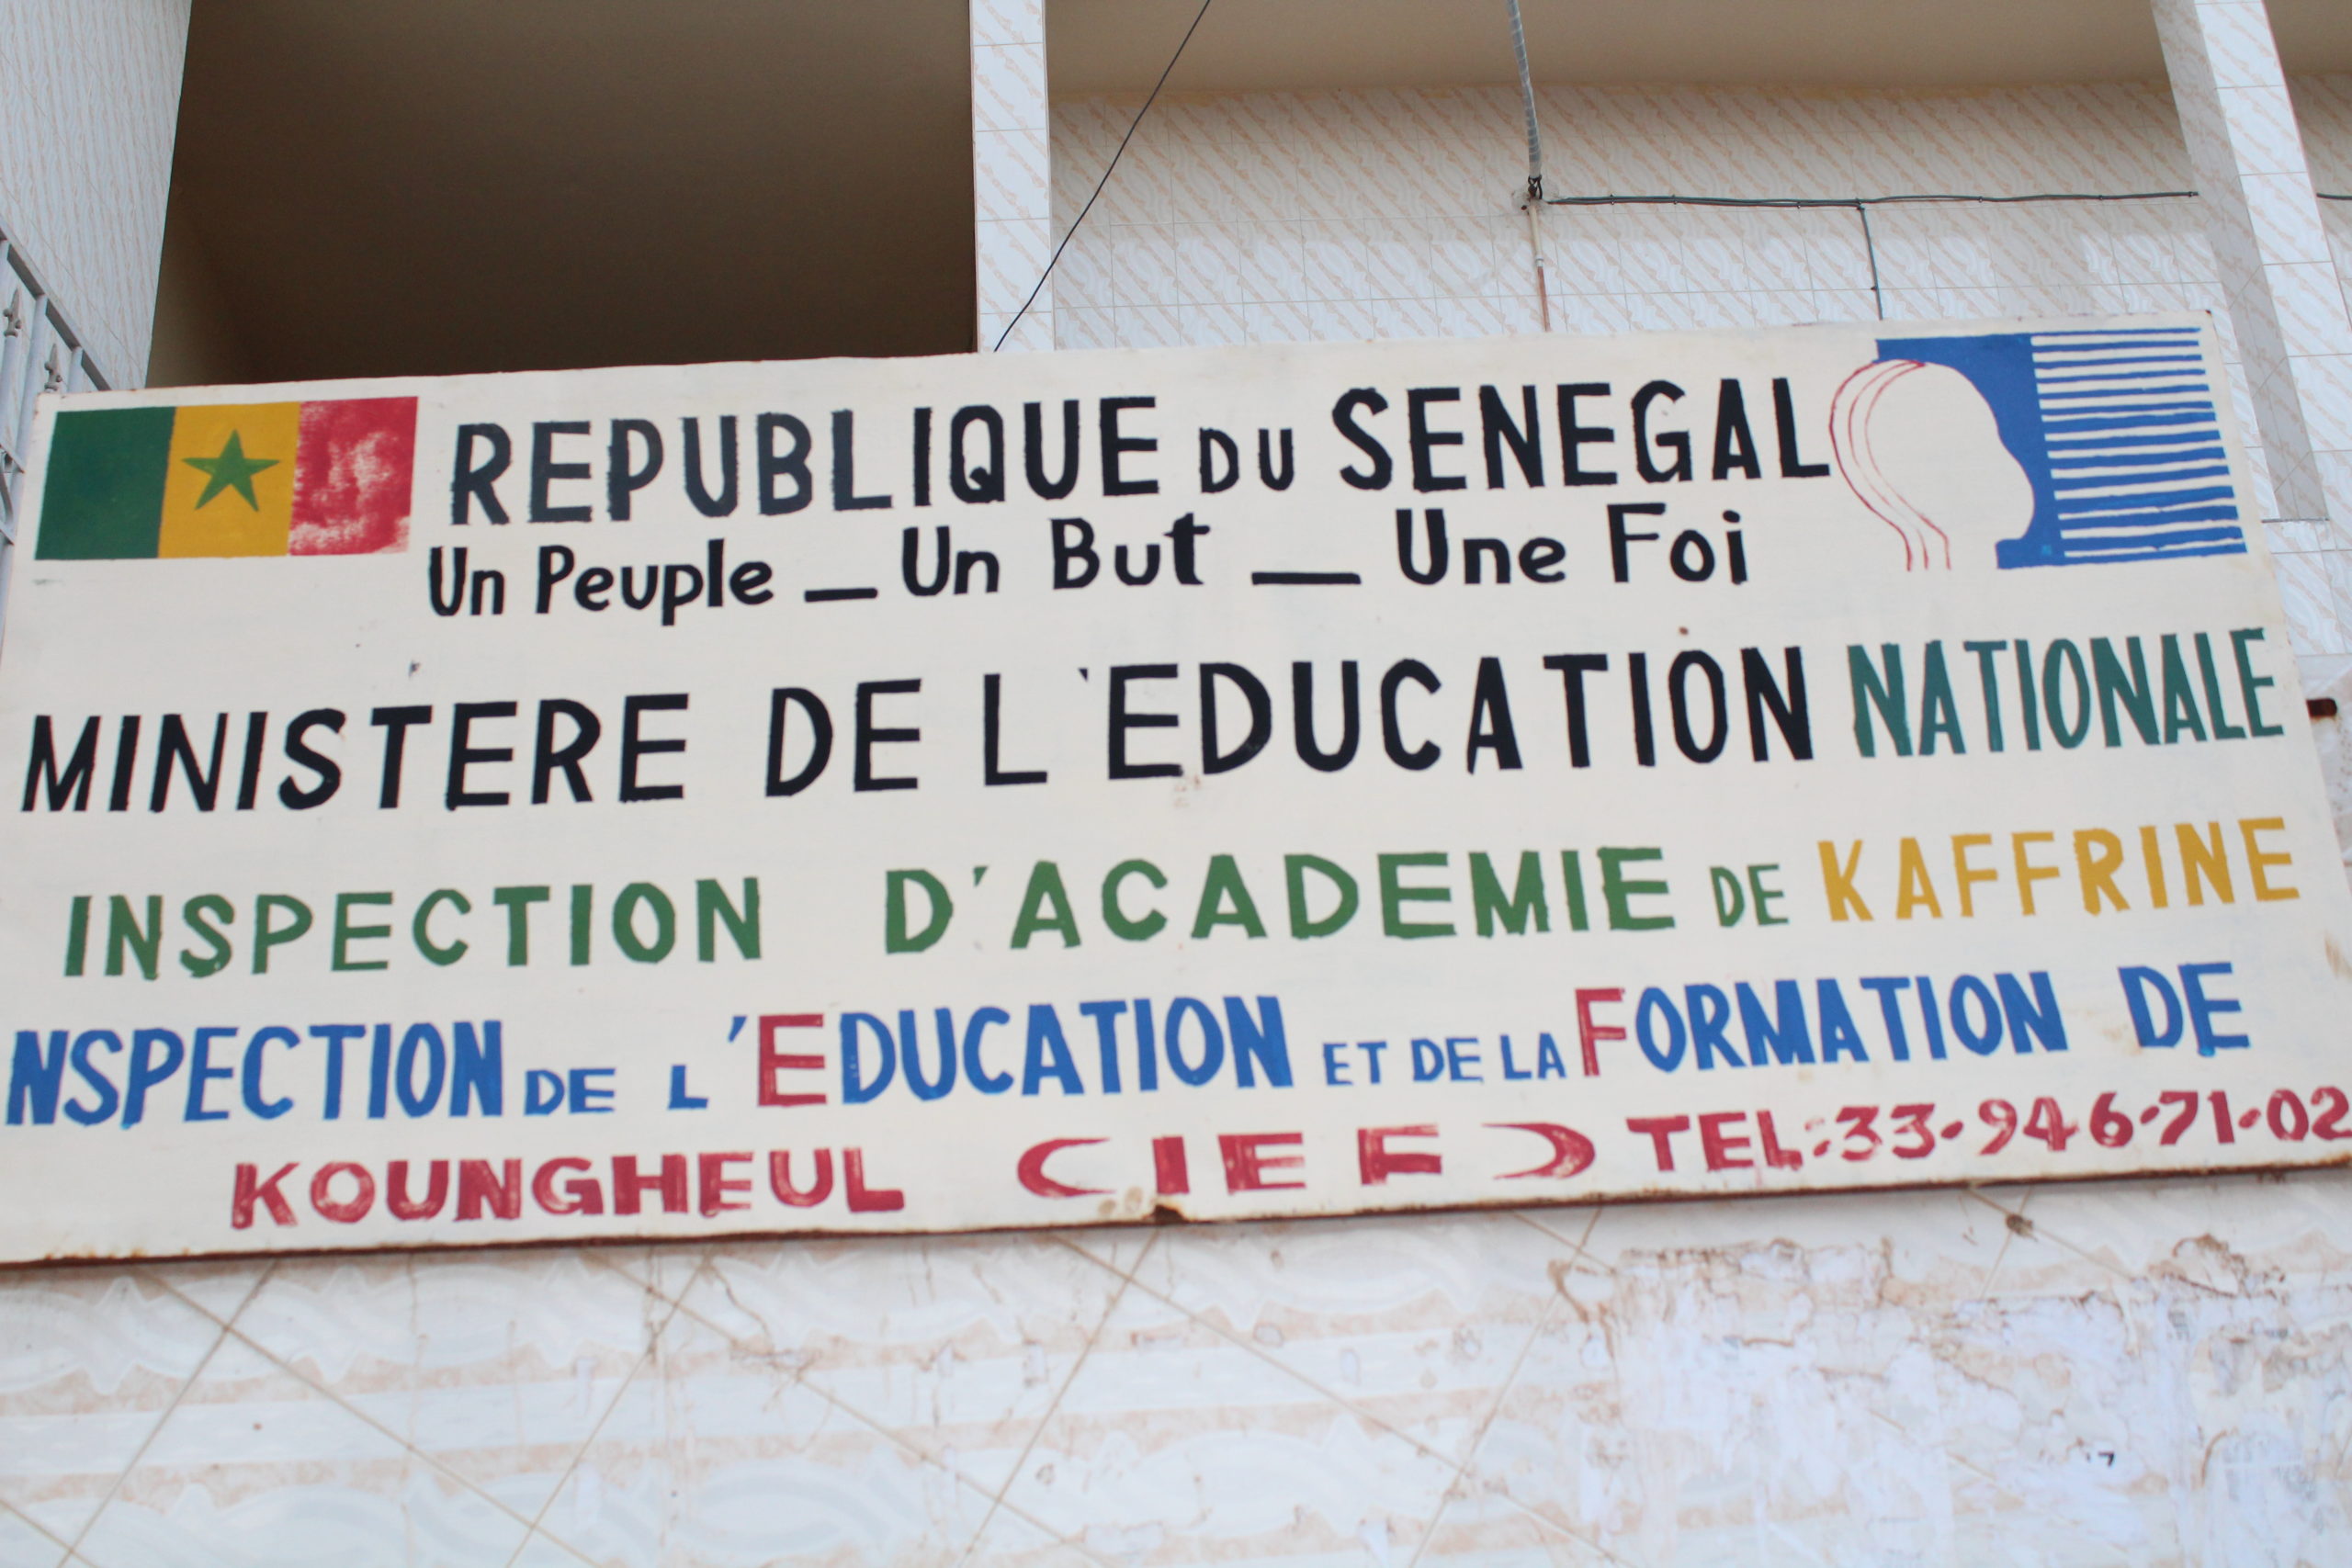 REPUBLIQUE DU SENEGAL
Un Peuple _ Un But _ Une Foi
MINISTERE DE L'EDUCATION NATIONALE
INSPECTION D'ACADEMIE DE KAFFRINE
NSPECTION DE L'EDUCATION ET DE LA FORMATION DE
KOUNGHEUL (IEF) TEL:33-946-71-02